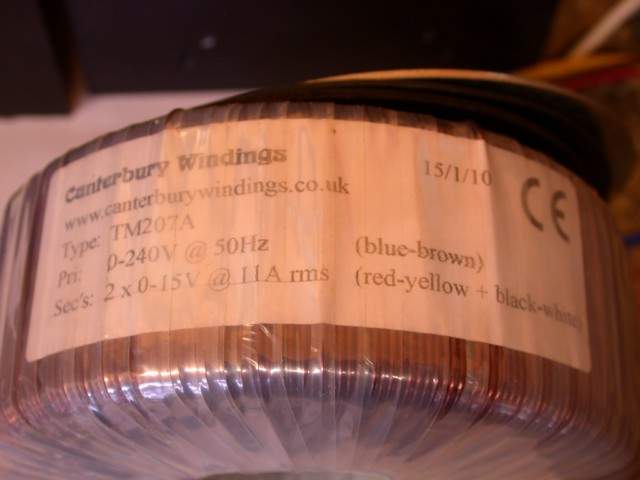 Canterbury Windings 15/1/10 CE
www.canterburywindings.co.uk
Type: TM207A
Pri: 0-240V @ 50Hz (blue-brown)
Sec's: 2 x 0-15V @ 11A rms (red-yellow + black-white)